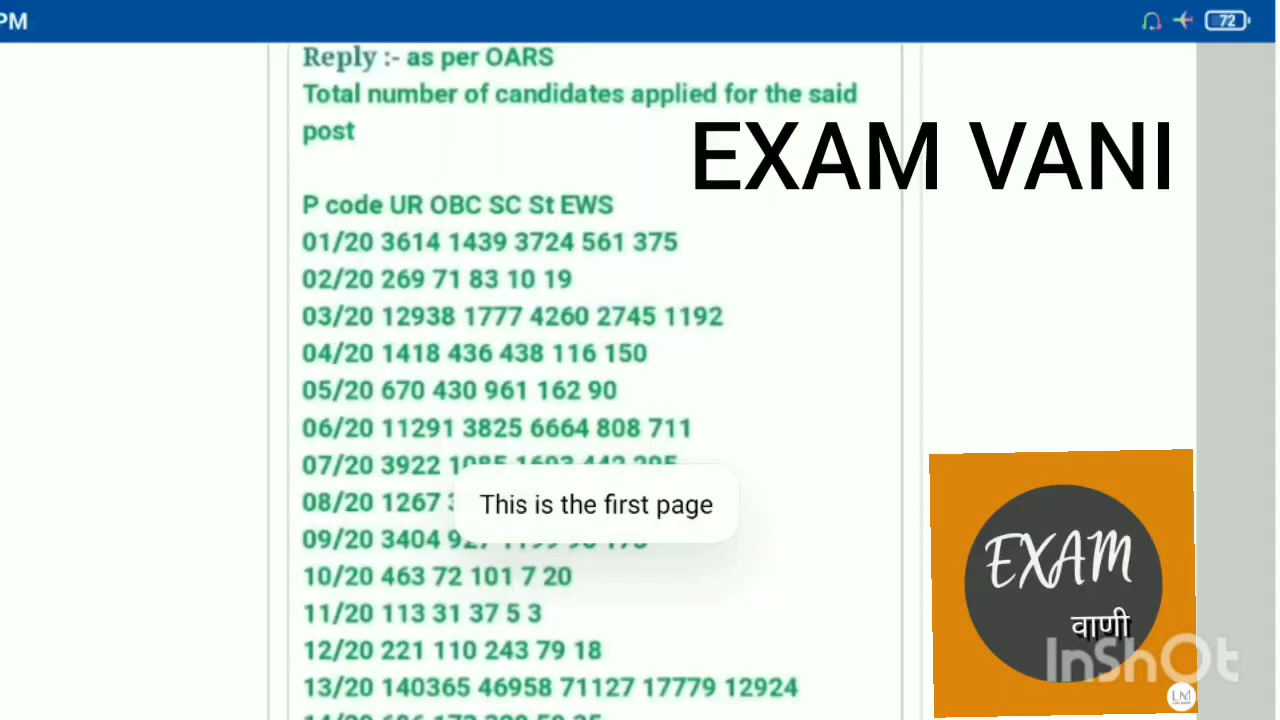 PM
72
Reply :- as per OARS
Total number of candidates applied for the said
post
EXAM VANI
P code UR OBC SC St EWS
01/20 3614 1439 3724 561 375
02/20 269 71 83 10 19
03/20 12938 1777 4260 2745 1192
04/20 1418 436 438 116 150
05/20 670 430 961 162 90
06/20 11291 3825 6664 808 711
07/20 3922
08/20 1267
This is the first page
09/20 3404
10/20 463 72 101 7 20
11/20 113 31 37 5 3
12/20 221 110 243 79 18
13/20 140365 46958 71127 17779 12924
EXAM
वाणी
InShOt
LM